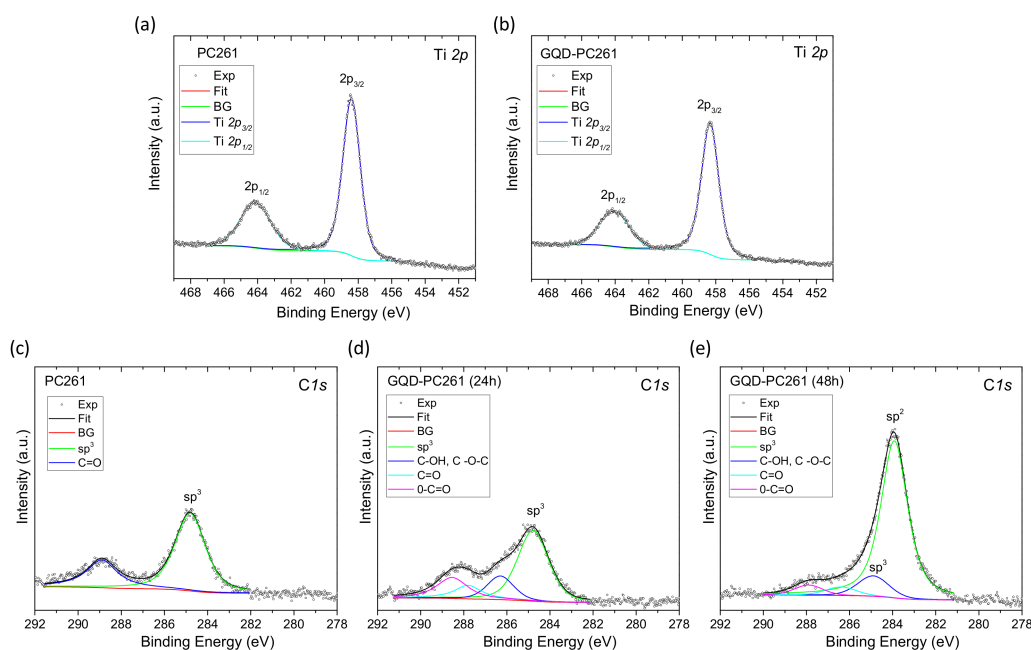 (a)
PC261
Ti 2p
Exp
Fit
BG
Ti 2p3/2
Ti 2p1/2
2p3/2
2p1/2
Intensity (a.u.)
468 466 464 462 460 458 456 454 452
Binding Energy (eV)
(b)
GQD-PC261
Ti 2p
Exp
Fit
BG
Ti 2p3/2
Ti 2p1/2
2p3/2
2p1/2
Intensity (a.u.)
468 466 464 462 460 458 456 454 452
Binding Energy (eV)
(c)
PC261
C1s
Exp
Fit
BG
sp3
C=O
sp3
Intensity (a.u.)
292 290 288 286 284 282 280 278
Binding Energy (eV)
(d)
GQD-PC261 (24h)
C1s
Exp
Fit
BG
sp3
C-OH, C -O-C
C=O
0-C=O
sp3
Intensity (a.u.)
292 290 288 286 284 282 280 278
Binding Energy (eV)
(e)
GQD-PC261 (48h)
C1s
Exp
Fit
BG
sp3
C-OH, C -O-C
C=O
0-C=O
sp2
sp3
Intensity (a.u.)
292 290 288 286 284 282 280 278
Binding Energy (eV)